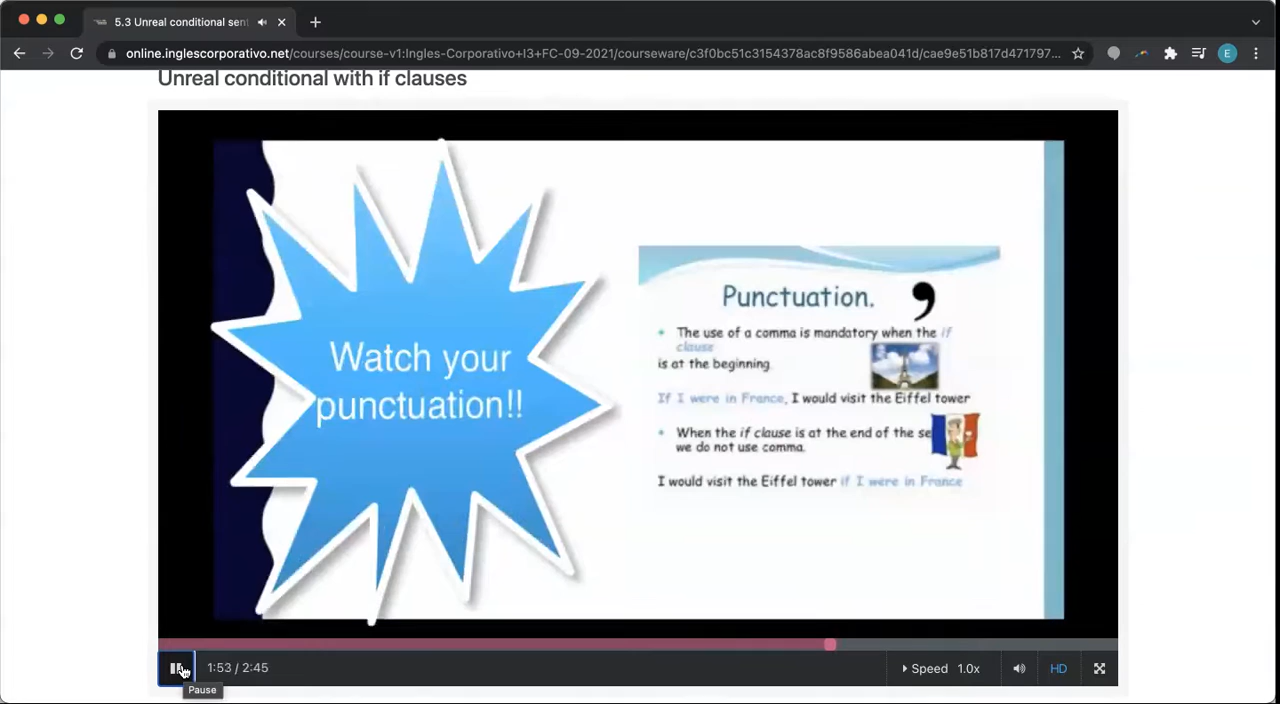 5.3 Unreal conditional sent
online.inglescorporativo.net/courses/course-v1:Ingles-Corporativo+I3+FC-09-2021/courseware/c3f0bc51c3154378ac8f9586abea041d/cae9e51b817d471797...
E
Unreal conditional with if clauses
Watch your
punctuation!!
Punctuation. ,
The use of a comma is mandatory when the if
clause
is at the beginning.
If I were in France, I would visit the Eiffel tower
When the if clause is at the end of the se
we do not use comma.
I would visit the Eiffel tower if I were in France
1:53 / 2:45
Speed 1.0x
HD
Pause